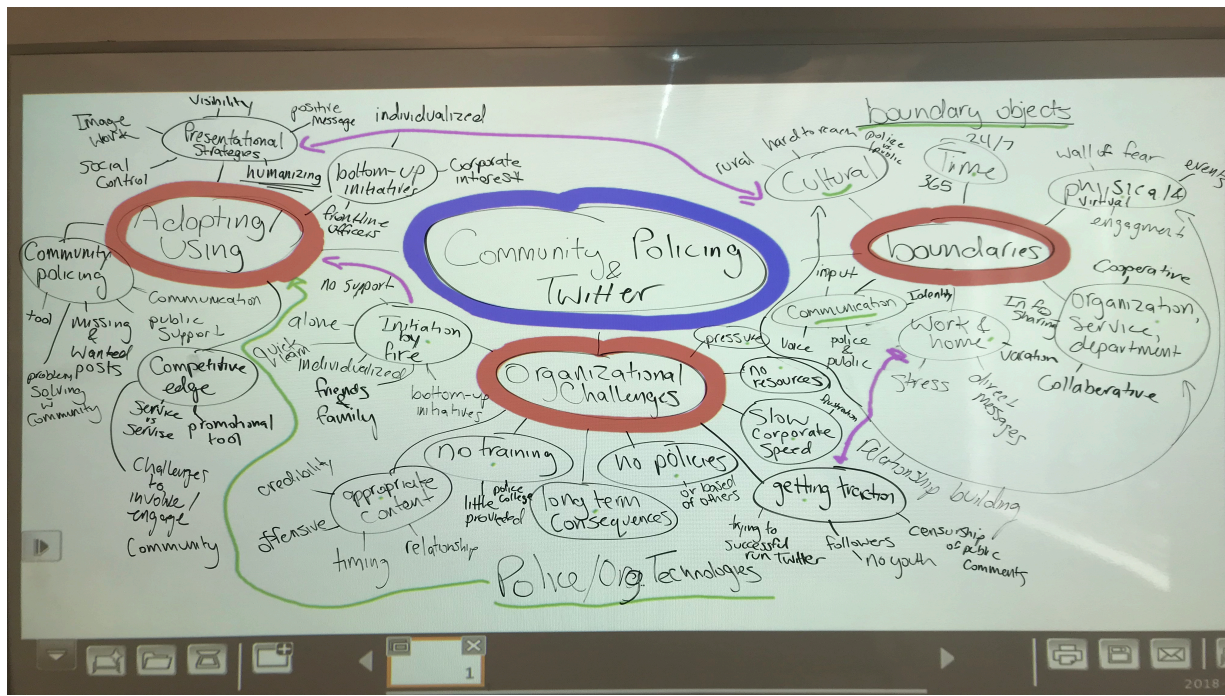 boundary objects
Visibility
Image
Work
positive
message
individualized
Presentational
Strategies
Social
Control
humanizing
bottom-up
initiatives
Corporate
interest
frontline
officers
Adopting/
Using
Community
policing
tool
Missing
&
Wanted
posts
Communication
public
Support
problem
Solving
w
Community
Competitive
edge
Service
is
Service
promotional
tool
Challenges
to
involve/
engage
Community
Community Policing
&
Twitter
no support
Initiation
by
fire
alone
quick
learn
Individualized
friends
&
family
bottom-up
initiatives
Organizational
Challenges
pressure
no
resources
frustration
Slow
Corporate
Speed
no training
little
provided
police
college
no policies
or based
of others
long term
Consequences
appropriate
content
credibility
offensive
timing
relationship
getting traction
trying to
successful
run Twitter
followers
no youth
censurship
of public
Comments
Police/Org. Technologies
rural
hard to reach
police
vs
public
Cultural
24/7
Time
365
wall of fear
events
physical &
virtual
engagment
boundaries
input
Communication
voice
police
&
public
Identity
Work &
home
stress
vacation
direct
messages
Cooperative
Info
Sharing
Organization,
Service,
department
Collaborative
Relationship building
1
2018